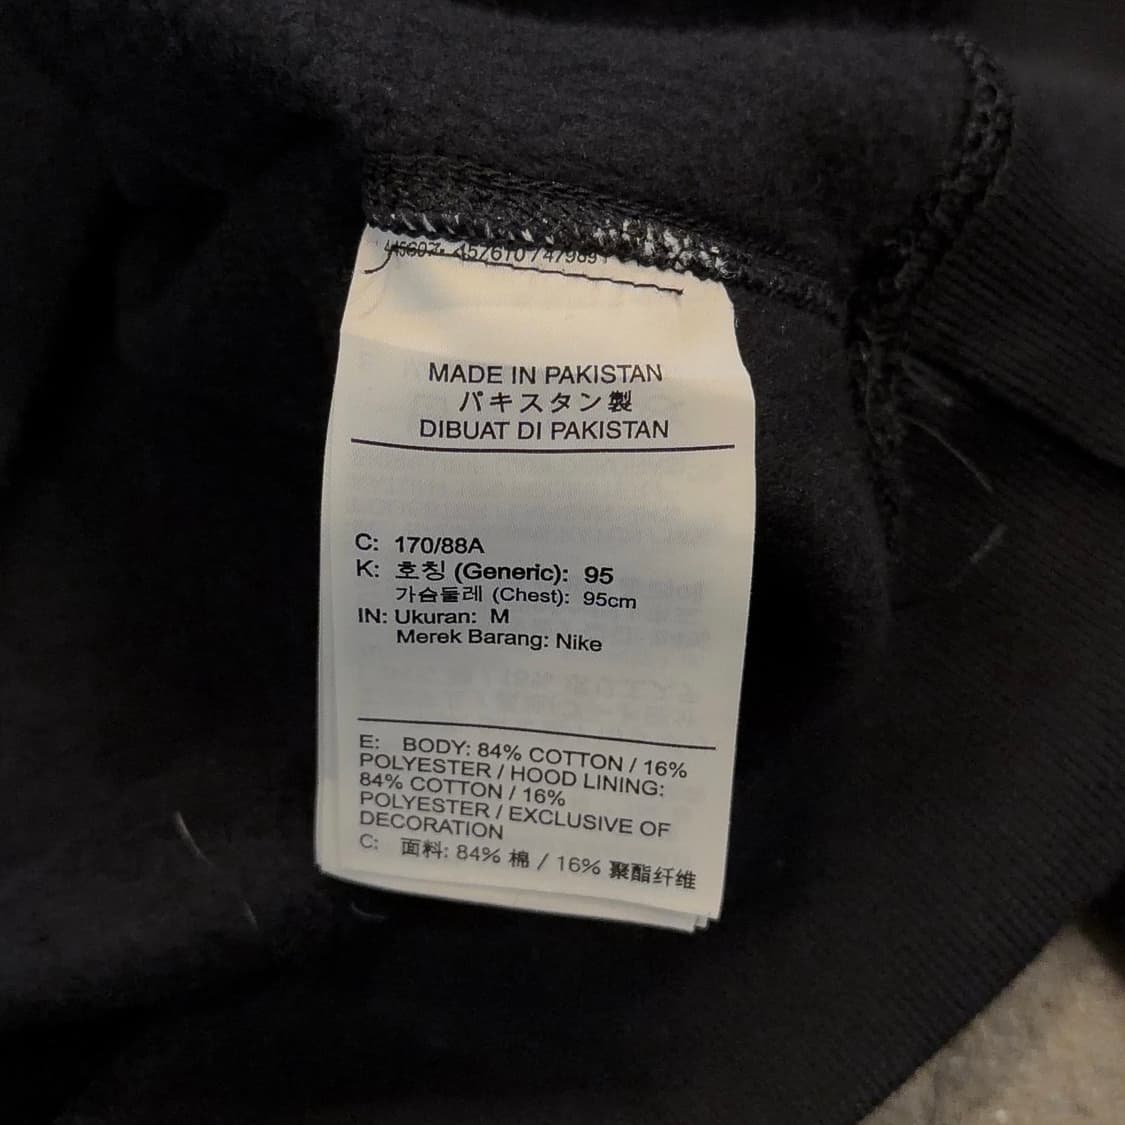 MADE IN PAKISTAN
パキスタン製
DIBUAT DI PAKISTAN
C: 170/88A
K: 호칭 (Generic): 95
가슴둘레 (Chest): 95cm
IN: Ukuran: M
Merek Barang: Nike
E: BODY: 84% COTTON / 16%
POLYESTER / HOOD LINING:
84% COTTON / 16%
POLYESTER / EXCLUSIVE OF
DECORATION
C: 面料: 84% 棉 / 16% 聚酯纤维